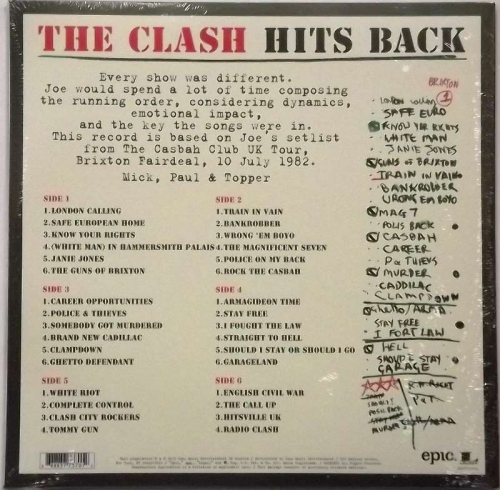 THE CLASH HITS BACK
Every show was different.
Joe would spend a lot of time composing
the running order, considering dynamics,
emotional impact,
and the key the songs were in.
This record is based on Joe's setlist
from The Casbah Club UK Tour,
Brixton Fairdeal, 10 July 1982.
Mick, Paul & Topper
SIDE 1
1.LONDON CALLING
2.SAFE EUROPEAN HOME
3.KNOW YOUR RIGHTS
4.(WHITE MAN) IN HAMMERSMITH PALAIS
5.JANIE JONES
6.THE GUNS OF BRIXTON
SIDE 2
1.TRAIN IN VAIN
2.BANKROBBER
3.WRONG 'EM BOYO
4.THE MAGNIFICENT SEVEN
5.POLICE ON MY BACK
6.ROCK THE CASBAH
SIDE 3
1.CAREER OPPORTUNITIES
2.POLICE & THIEVES
3.SOMEBODY GOT MURDERED
4.BRAND NEW CADILLAC
5.CLAMPDOWN
6.GHETTO DEFENDANT
SIDE 4
1.ARMAGIDEON TIME
2.STAY FREE
3.I FOUGHT THE LAW
4.STRAIGHT TO HELL
5.SHOULD I STAY OR SHOULD I GO
6.GARAGELAND
SIDE 5
1.WHITE RIOT
2.COMPLETE CONTROL
3.CLASH CITY ROCKERS
4.TOMMY GUN
SIDE 6
1.ENGLISH CIVIL WAR
2.THE CALL UP
3.HITSVILLE UK
4.RADIO CLASH
BRIXTON
1
LONDON CALLING
SAFE EURO
KNOW YER RIGHTS
WHITE MAN
JANIE JONES
GUNS OF BRIXTON
TRAIN IN VAIN
BANKROBBER
WRONG EM BOYO
MAG 7
POLIS BACK
CASBAH
CAREER
P & THIEVS
MURDER
CADDILAC
CLAMPDOWN
GHETTO/ARMA
STAY FREE
I FORT LAW
HELL
SHOULD STAY
GARAGE
epic.